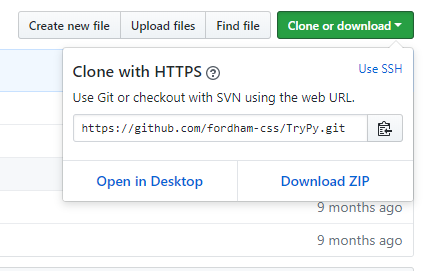 Create new file Upload files Find file Clone or download
Clone with HTTPS ?
Use SSH
Use Git or checkout with SVN using the web URL.
https://github.com/fordham-css/TryPy.git
Open in Desktop Download ZIP
9 months ago
9 months ago